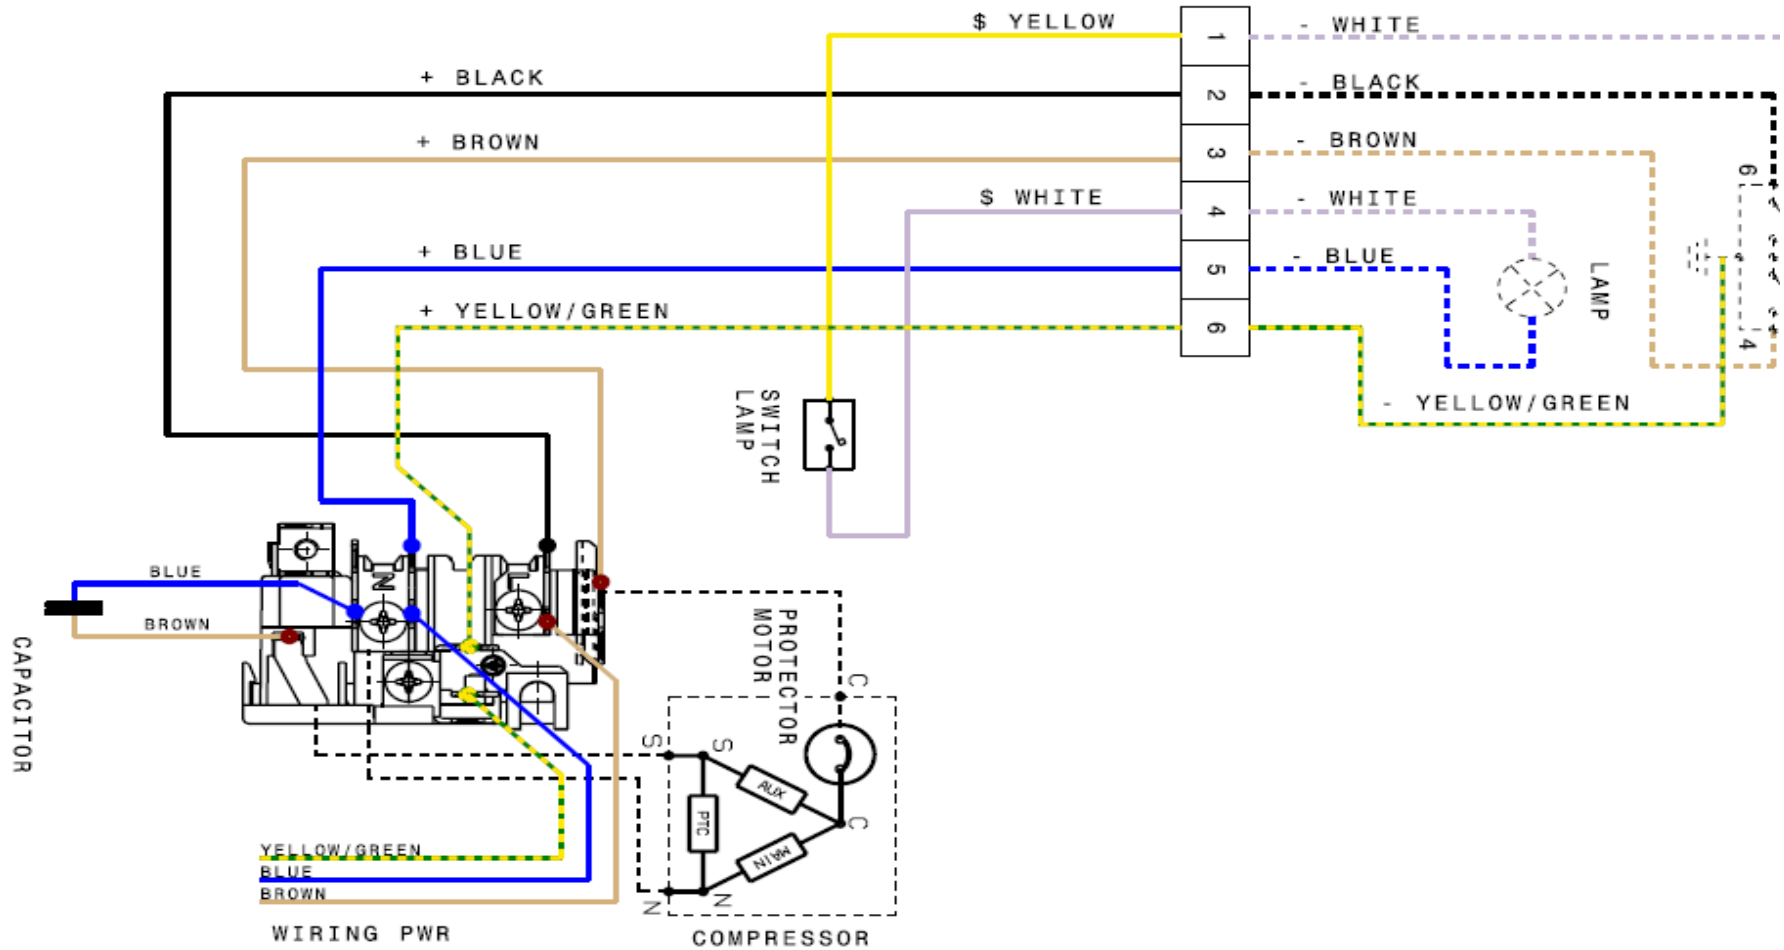 $ YELLOW
1
- WHITE
+ BLACK
2
- BLACK
+ BROWN
3
- BROWN
6
$ WHITE
4
- WHITE
+ BLUE
5
- BLUE
LAMP
+ YELLOW/GREEN
6
4
- YELLOW/GREEN
SWITCH
LAMP
BLUE
N
L
BROWN
CAPACITOR
PROTECTOR
MOTOR
C
S
S
AUX
PTC
C
MAIN
N
N
YELLOW/GREEN
BLUE
BROWN
WIRING PWR
COMPRESSOR